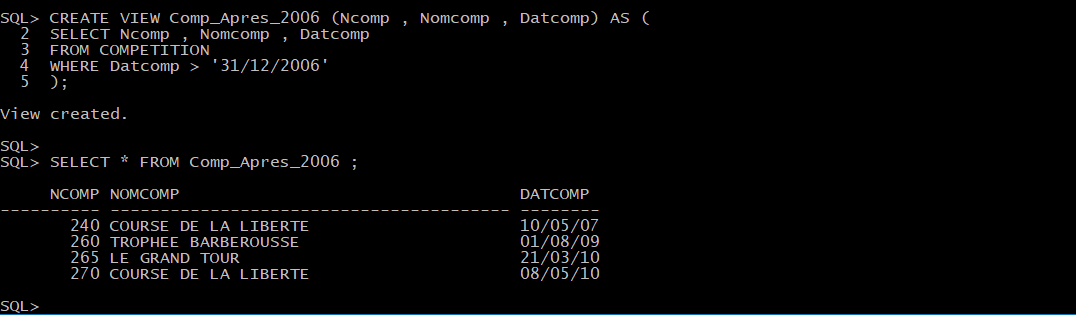 SQL> CREATE VIEW Comp_Apres_2006 (Ncomp , Nomcomp , Datcomp) AS (
  2  SELECT Ncomp , Nomcomp , Datcomp
  3  FROM COMPETITION
  4  WHERE Datcomp > '31/12/2006'
  5  );
View created.
SQL>
SQL> SELECT * FROM Comp_Apres_2006 ;
     NCOMP NOMCOMP                                  DATCOMP
---------- ---------------------------------------- --------
       240 COURSE DE LA LIBERTE                     10/05/07
       260 TROPHEE BARBEROUSSE                      01/08/09
       265 LE GRAND TOUR                            21/03/10
       270 COURSE DE LA LIBERTE                     08/05/10
SQL>